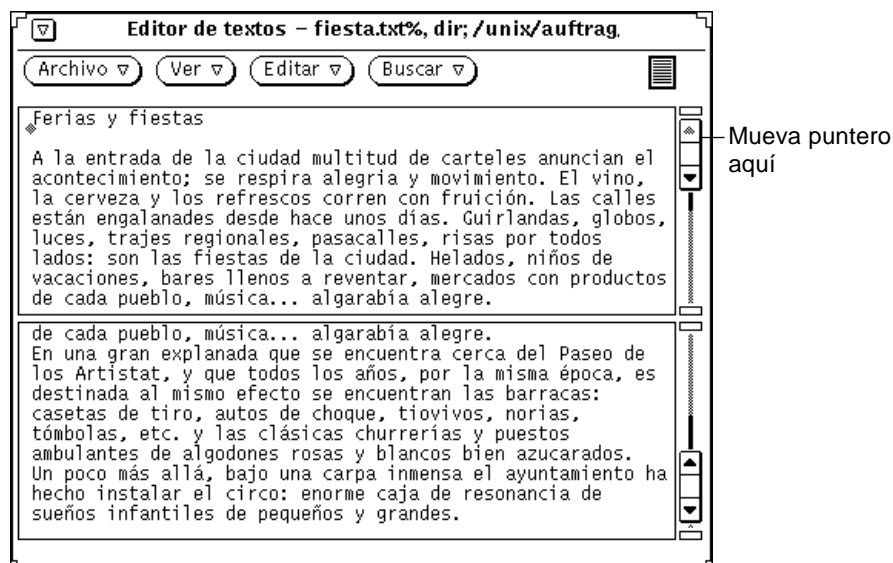 Editor de textos – fiesta.txt%, dir; /unix/auftrag
Archivo Ver Editar Buscar
Ferias y fiestas
A la entrada de la ciudad multitud de carteles anuncian el
acontecimiento; se respira alegria y movimiento. El vino,
la cerveza y los refrescos corren con fruición. Las calles
están engalanades desde hace unos días. Guirlandas, globos,
luces, trajes regionales, pasacalles, risas por todos
lados: son las fiestas de la ciudad. Helados, niños de
vacaciones, bares llenos a reventar, mercados con productos
de cada pueblo, música... algarabía alegre.
Mueva puntero
aquí
de cada pueblo, música... algarabía alegre.
En una gran explanada que se encuentra cerca del Paseo de
los Artistat, y que todos los años, por la misma época, es
destinada al mismo efecto se encuentran las barracas:
casetas de tiro, autos de choque, tiovivos, norias,
tómbolas, etc. y las clásicas churrerías y puestos
ambulantes de algodones rosas y blancos bien azucarados.
Un poco más allá, bajo una carpa inmensa el ayuntamiento ha
hecho instalar el circo: enorme caja de resonancia de
sueños infantiles de pequeños y grandes.